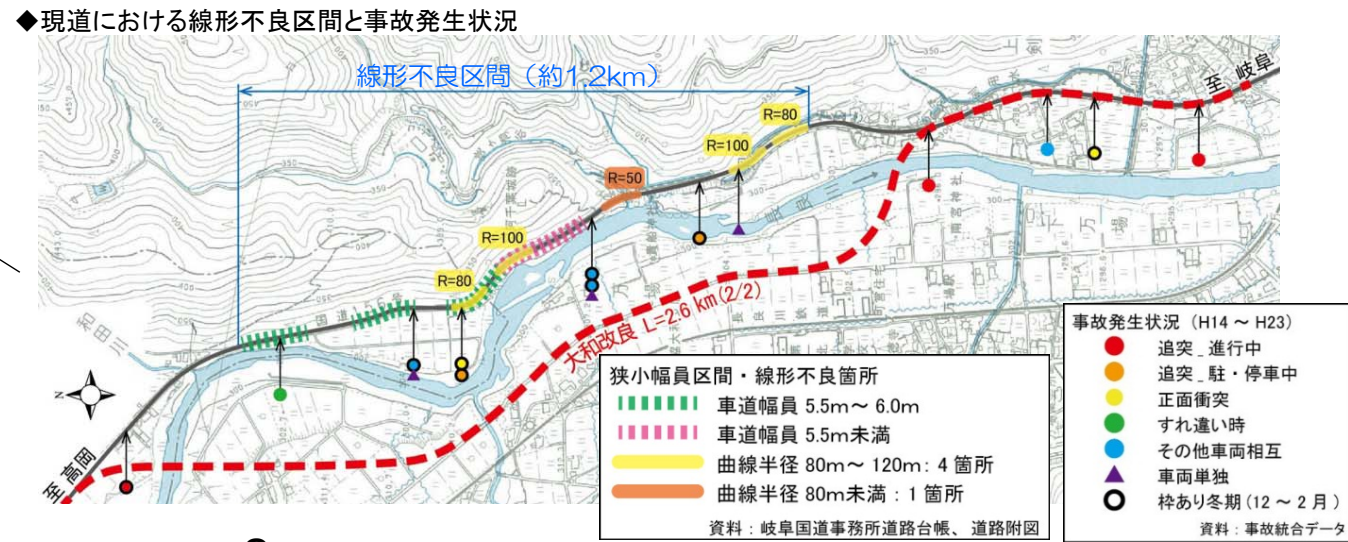 ◆現道における線形不良区間と事故発生状況
線形不良区間（約1.2km）
至 岐阜
R=80
R=100
R=50
R=100
R=80
和田川
N
至 高岡
大和改良 L=2.6 km(2/2)
狭小幅員区間・線形不良箇所
車道幅員 5.5m～ 6.0m
車道幅員 5.5m未満
曲線半径 80m～ 120m: 4 箇所
曲線半径 80m未満 : 1 箇所
資料：岐阜国道事務所道路台帳、道路附図
事故発生状況（H14 ～ H23）
追突_進行中
追突_駐・停車中
正面衝突
すれ違い時
その他車両相互
車両単独
枠あり冬期 (12 ～ 2 月 )
資料：事故統合データ